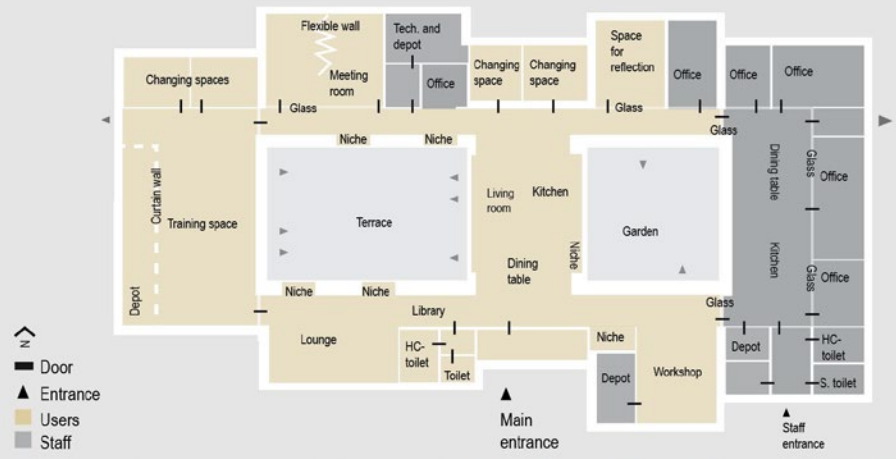 Flexible wall
Tech. and
depot
Space
for
reflection
Changing spaces
Meeting
room
Changing
space
Changing
space
Office
Office
Office
Office
Glass
Glass
Glass
Niche
Niche
Curtain wall
Training space
Depot
Terrace
Living
room
Kitchen
Dining
table
Niche
Garden
Dining table
Glass
Office
Kitchen
Glass
Office
Niche
Niche
Library
Glass
Lounge
HC-
toilet
Toilet
Niche
Depot
Workshop
Depot
HC-
toilet
S. toilet
Main
entrance
Staff
entrance
N
Door
Entrance
Users
Staff